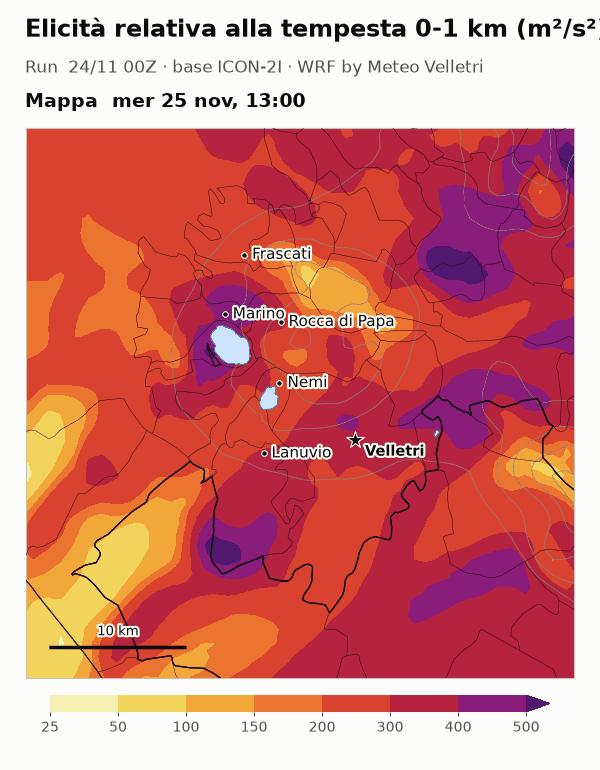 Elicità relativa alla tempesta 0-1 km (m²/s²)
Run  24/11 00Z · base ICON-2I · WRF by Meteo Velletri
Mappa  mer 25 nov, 13:00
Frascati
Marino
Rocca di Papa
Nemi
Velletri
Lanuvio
10 km
25 50 100 150 200 300 400 500